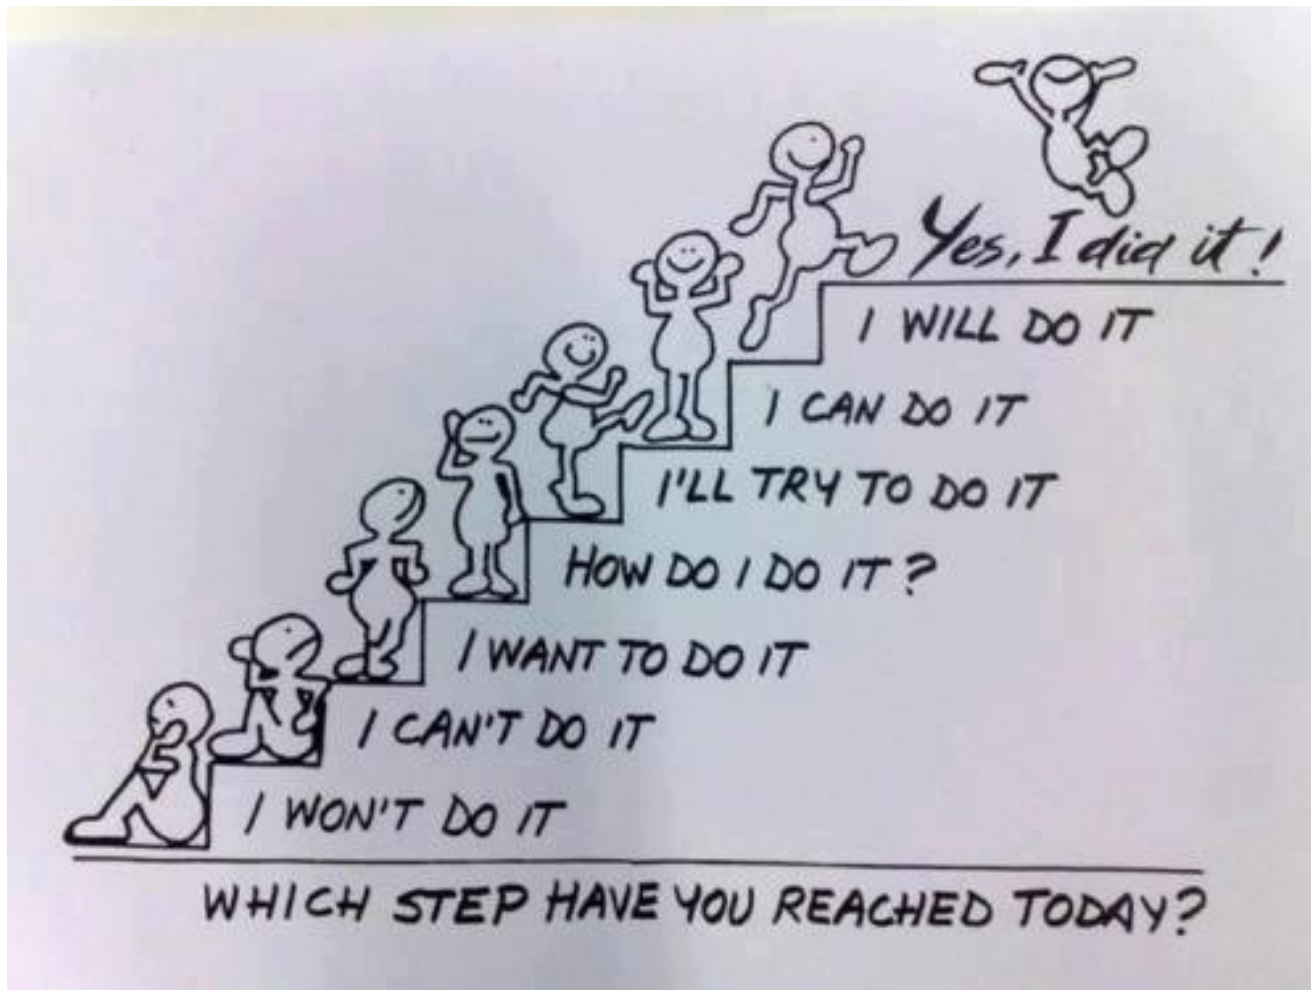 Yes, I did it!
I WILL DO IT
I CAN DO IT
I'LL TRY TO DO IT
HOW DO I DO IT?
I WANT TO DO IT
I CAN'T DO IT
I WON'T DO IT
WHICH STEP HAVE YOU REACHED TODAY?